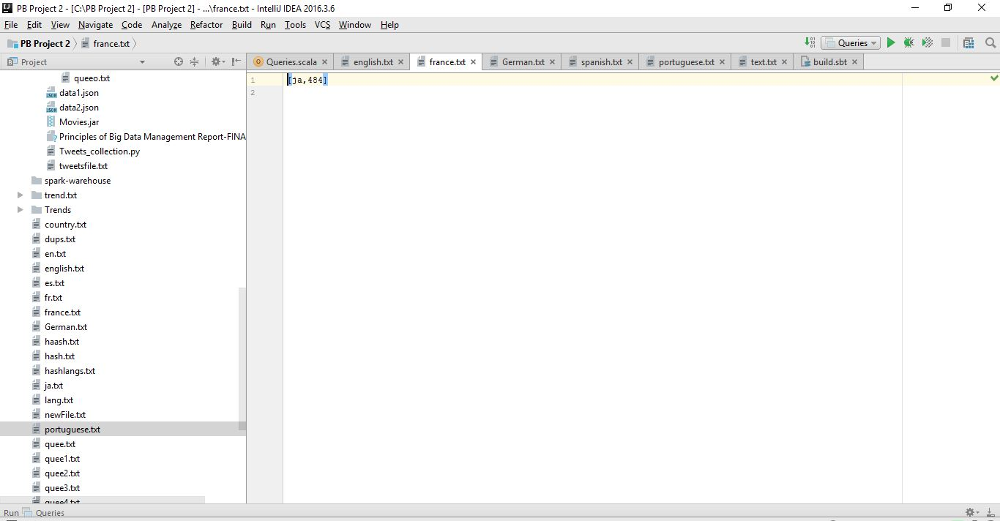 PB Project 2 - [C:\PB Project 2] - [PB Project 2] - ...\france.txt - IntelliJ IDEA 2016.3.6
File Edit View Navigate Code Analyze Refactor Build Run Tools VCS Window Help
PB Project 2 france.txt Queries
Project
Queries.scala english.txt france.txt German.txt spanish.txt portuguese.txt text.txt build.sbt
1 [ja,484]
2
queeo.txt
data1.json
data2.json
Movies.jar
Principles of Big Data Management Report-FINA
Tweets_collection.py
tweetsfile.txt
spark-warehouse
trend.txt
Trends
country.txt
dups.txt
en.txt
english.txt
es.txt
fr.txt
france.txt
German.txt
haash.txt
hash.txt
hashlangs.txt
ja.txt
lang.txt
newFile.txt
portuguese.txt
quee.txt
quee1.txt
quee2.txt
quee3.txt
quee4.txt
Run Queries